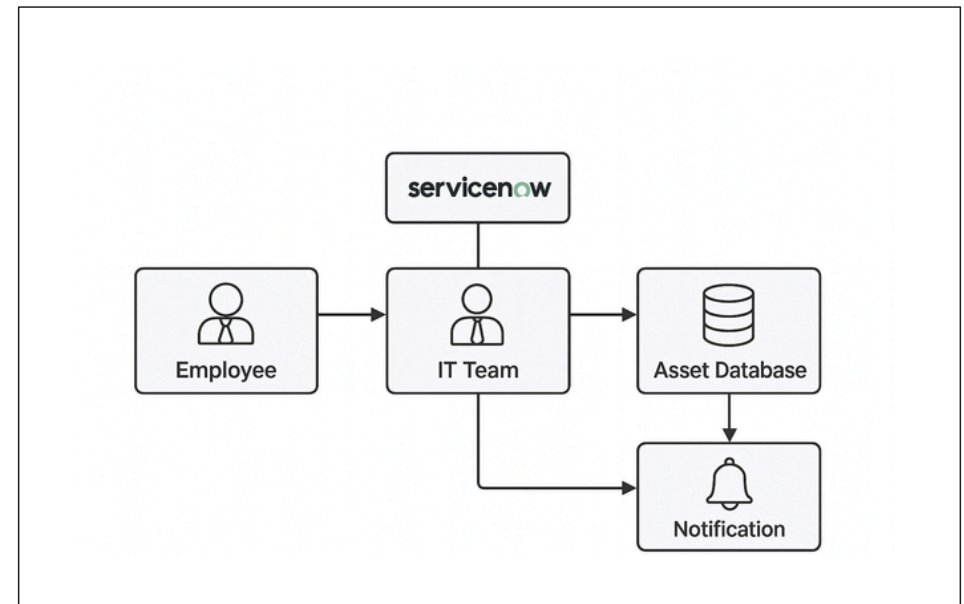 servicenow
Employee
IT Team
Asset Database
Notification